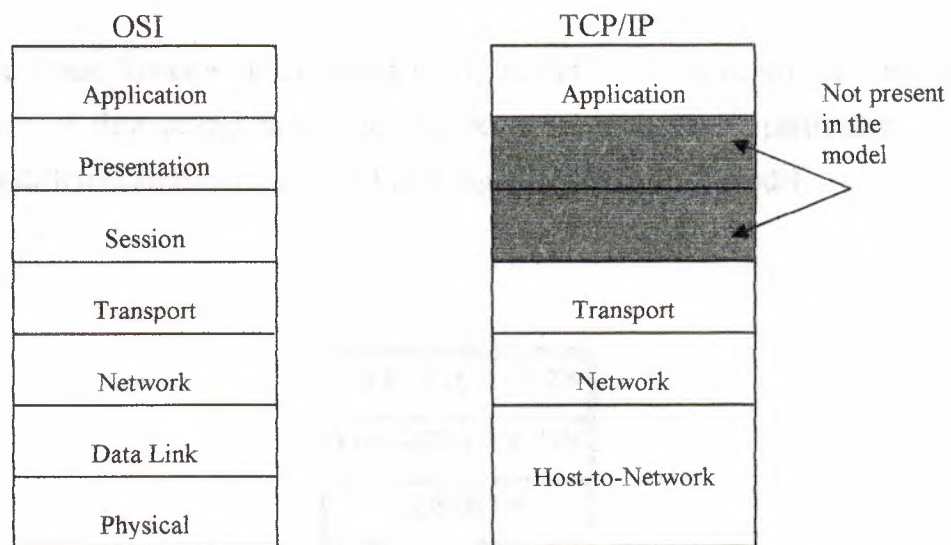 OSI
Application
Presentation
Session
Transport
Network
Data Link
Physical
TCP/IP
Application
Transport
Network
Host-to-Network
Not present
in the
model